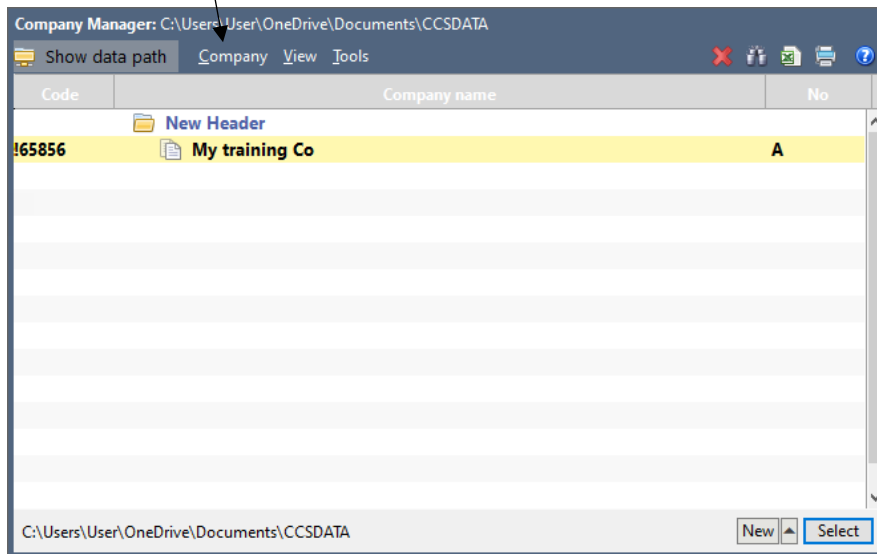 Company Manager: C:\Users\User\OneDrive\Documents\CCSDATA
Show data path Company View Tools
Code Company name No
New Header
!65856 My training Co A
C:\Users\User\OneDrive\Documents\CCSDATA New Select